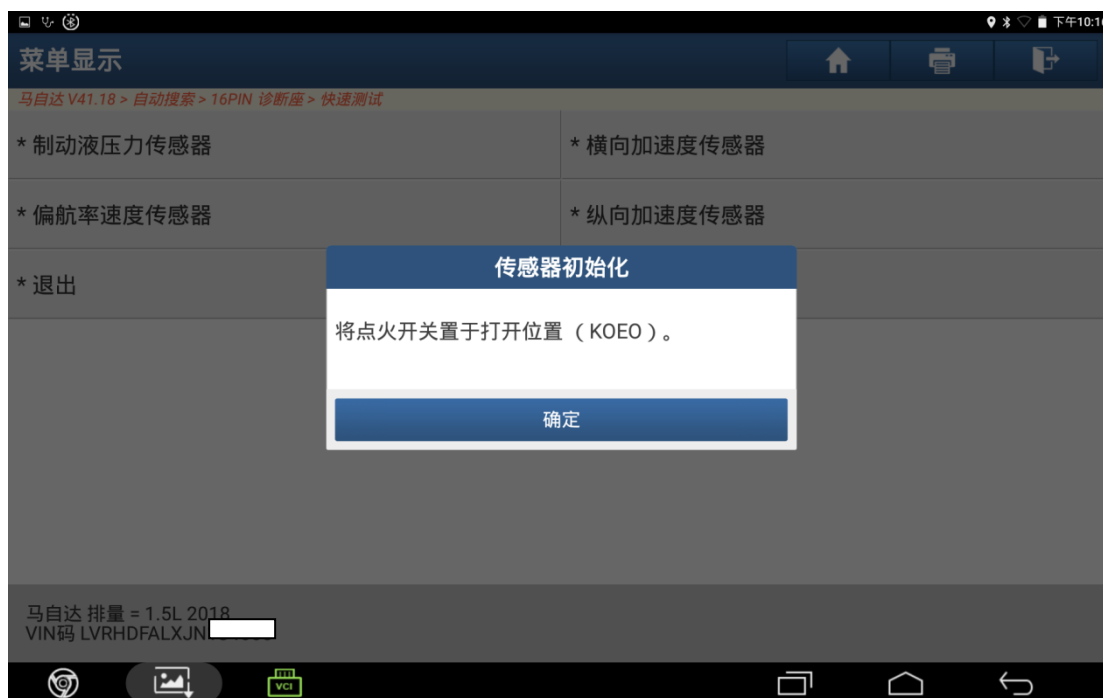 下午10:10
菜单显示
马自达 V41.18 > 自动搜索 > 16PIN 诊断座 > 快速测试
* 制动液压力传感器
* 横向加速度传感器
* 偏航率速度传感器
* 纵向加速度传感器
* 退出
传感器初始化
将点火开关置于打开位置（KOEO）。
确定
马自达 排量 = 1.5L 2018
VIN码 LVRHDFALXJN
VCI